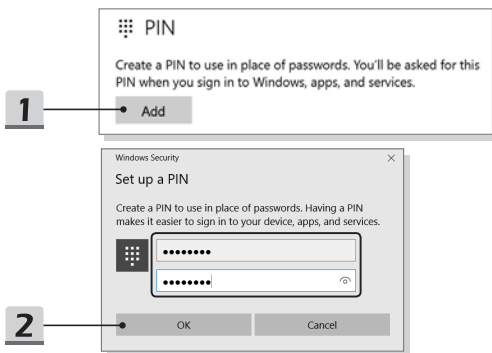 PIN
Create a PIN to use in place of passwords. You'll be asked for this
PIN when you sign in to Windows, apps, and services.
1
Add
Windows Security
Set up a PIN
Create a PIN to use in place of passwords. Having a PIN
makes it easier to sign in to your device, apps, and services.
2
OK Cancel